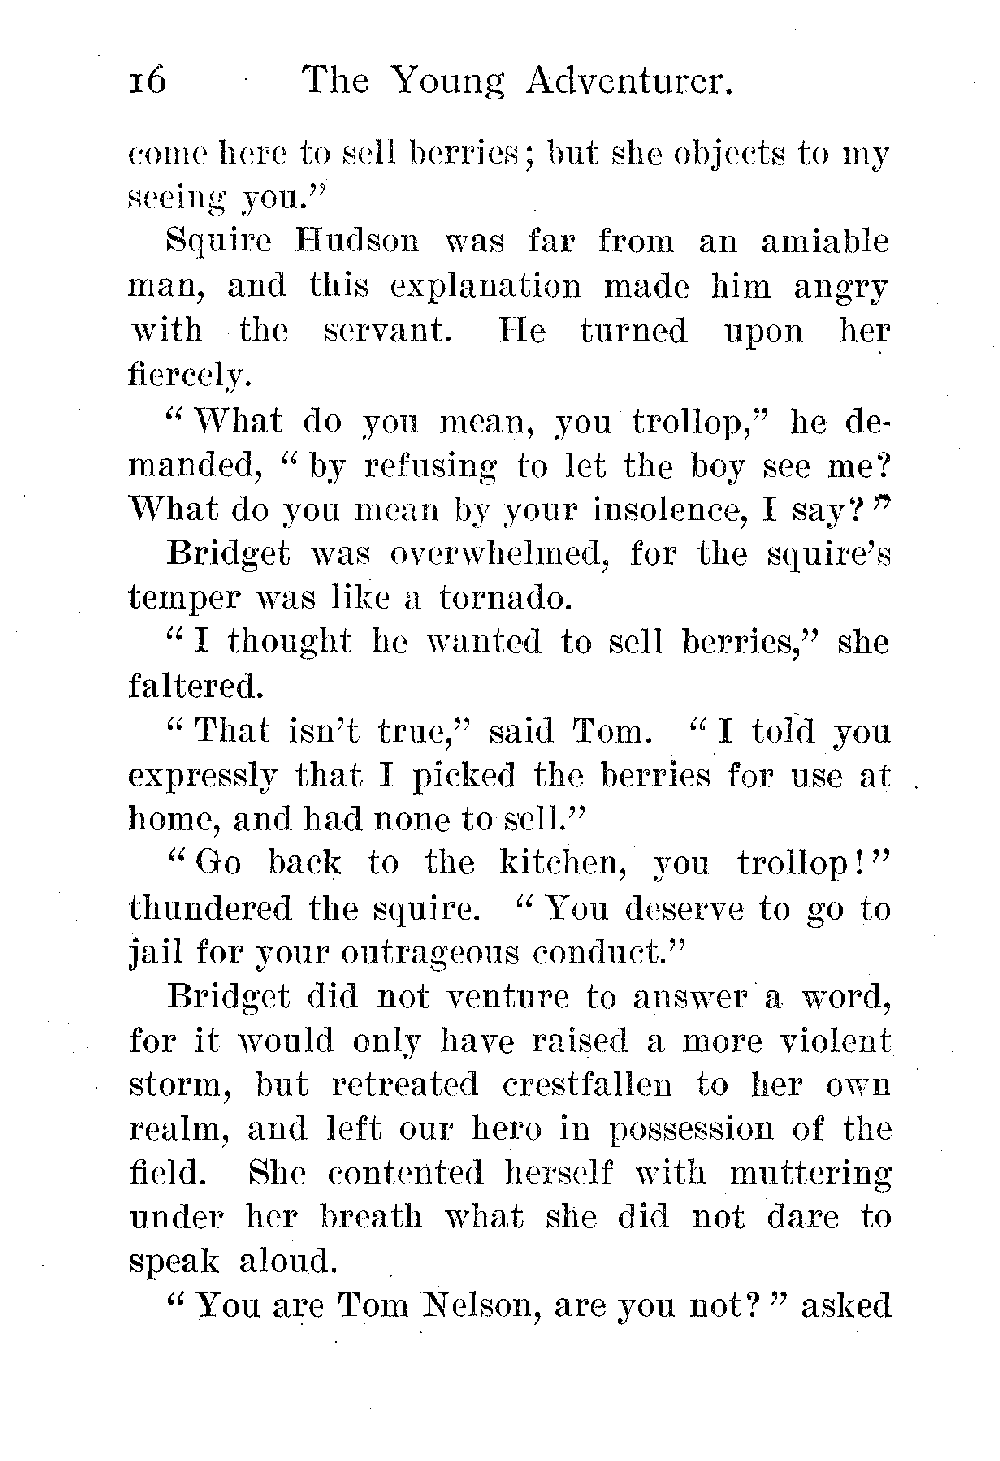 16 The Young Adventurer.
come here to sell berries; but she objects to my
seeing you.”
Squire Hudson was far from an amiable
man, and this explanation made him angry
with the servant. He turned upon her
fiercely.
“ What do you mean, you trollop,” he de-
manded, “ by refusing to let the boy see me?
What do you mean by your insolence, I say? ”
Bridget was overwhelmed, for the squire’s
temper was like a tornado.
“ I thought he wanted to sell berries,” she
faltered.
“ That isn’t true,” said Tom. “ I told you
expressly that I picked the berries for use at
home, and had none to sell.”
“ Go back to the kitchen, you trollop! ”
thundered the squire. “ You deserve to go to
jail for your outrageous conduct.”
Bridget did not venture to answer a word,
for it would only have raised a more violent
storm, but retreated crestfallen to her own
realm, and left our hero in possession of the
field. She contented herself with muttering
under her breath what she did not dare to
speak aloud.
“ You are Tom Nelson, are you not? ” asked